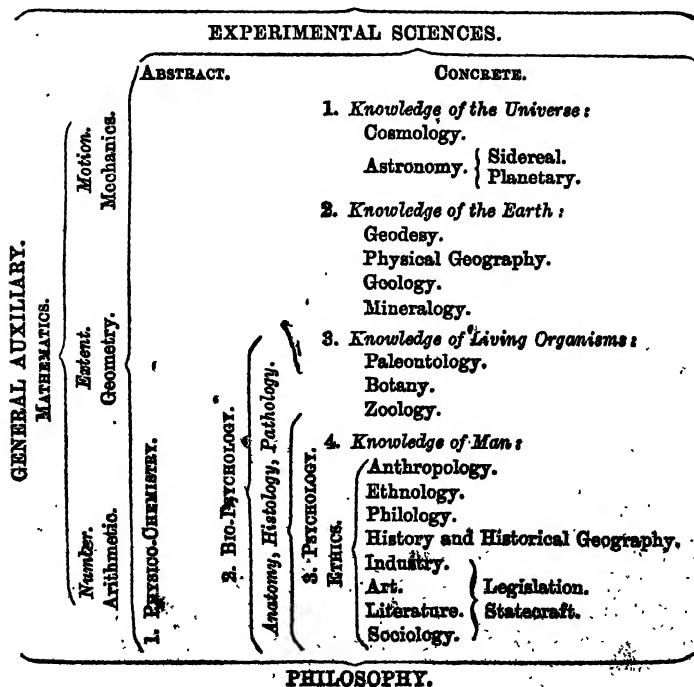 EXPERIMENTAL SCIENCES.
ABSTRACT.
CONCRETE.
GENERAL AUXILIARY.
MATHEMATICS.
Number.
Extent.
Motion.
Arithmetic.
Geometry.
Mechanics.
1. PHYSICO-CHEMISTRY.
2. BIO-PSYCHOLOGY.
Anatomy, Histology, Pathology.
3. PSYCHOLOGY.
ETHICS.
1. Knowledge of the Universe:
Cosmology.
Astronomy.
Sidereal.
Planetary.
2. Knowledge of the Earth:
Geodesy.
Physical Geography.
Geology.
Mineralogy.
3. Knowledge of Living Organisms:
Paleontology.
Botany.
Zoology.
4. Knowledge of Man:
Anthropology.
Ethnology.
Philology.
History and Historical Geography.
Industry.
Art.
Literature.
Sociology.
Legislation.
Statecraft.
PHILOSOPHY.